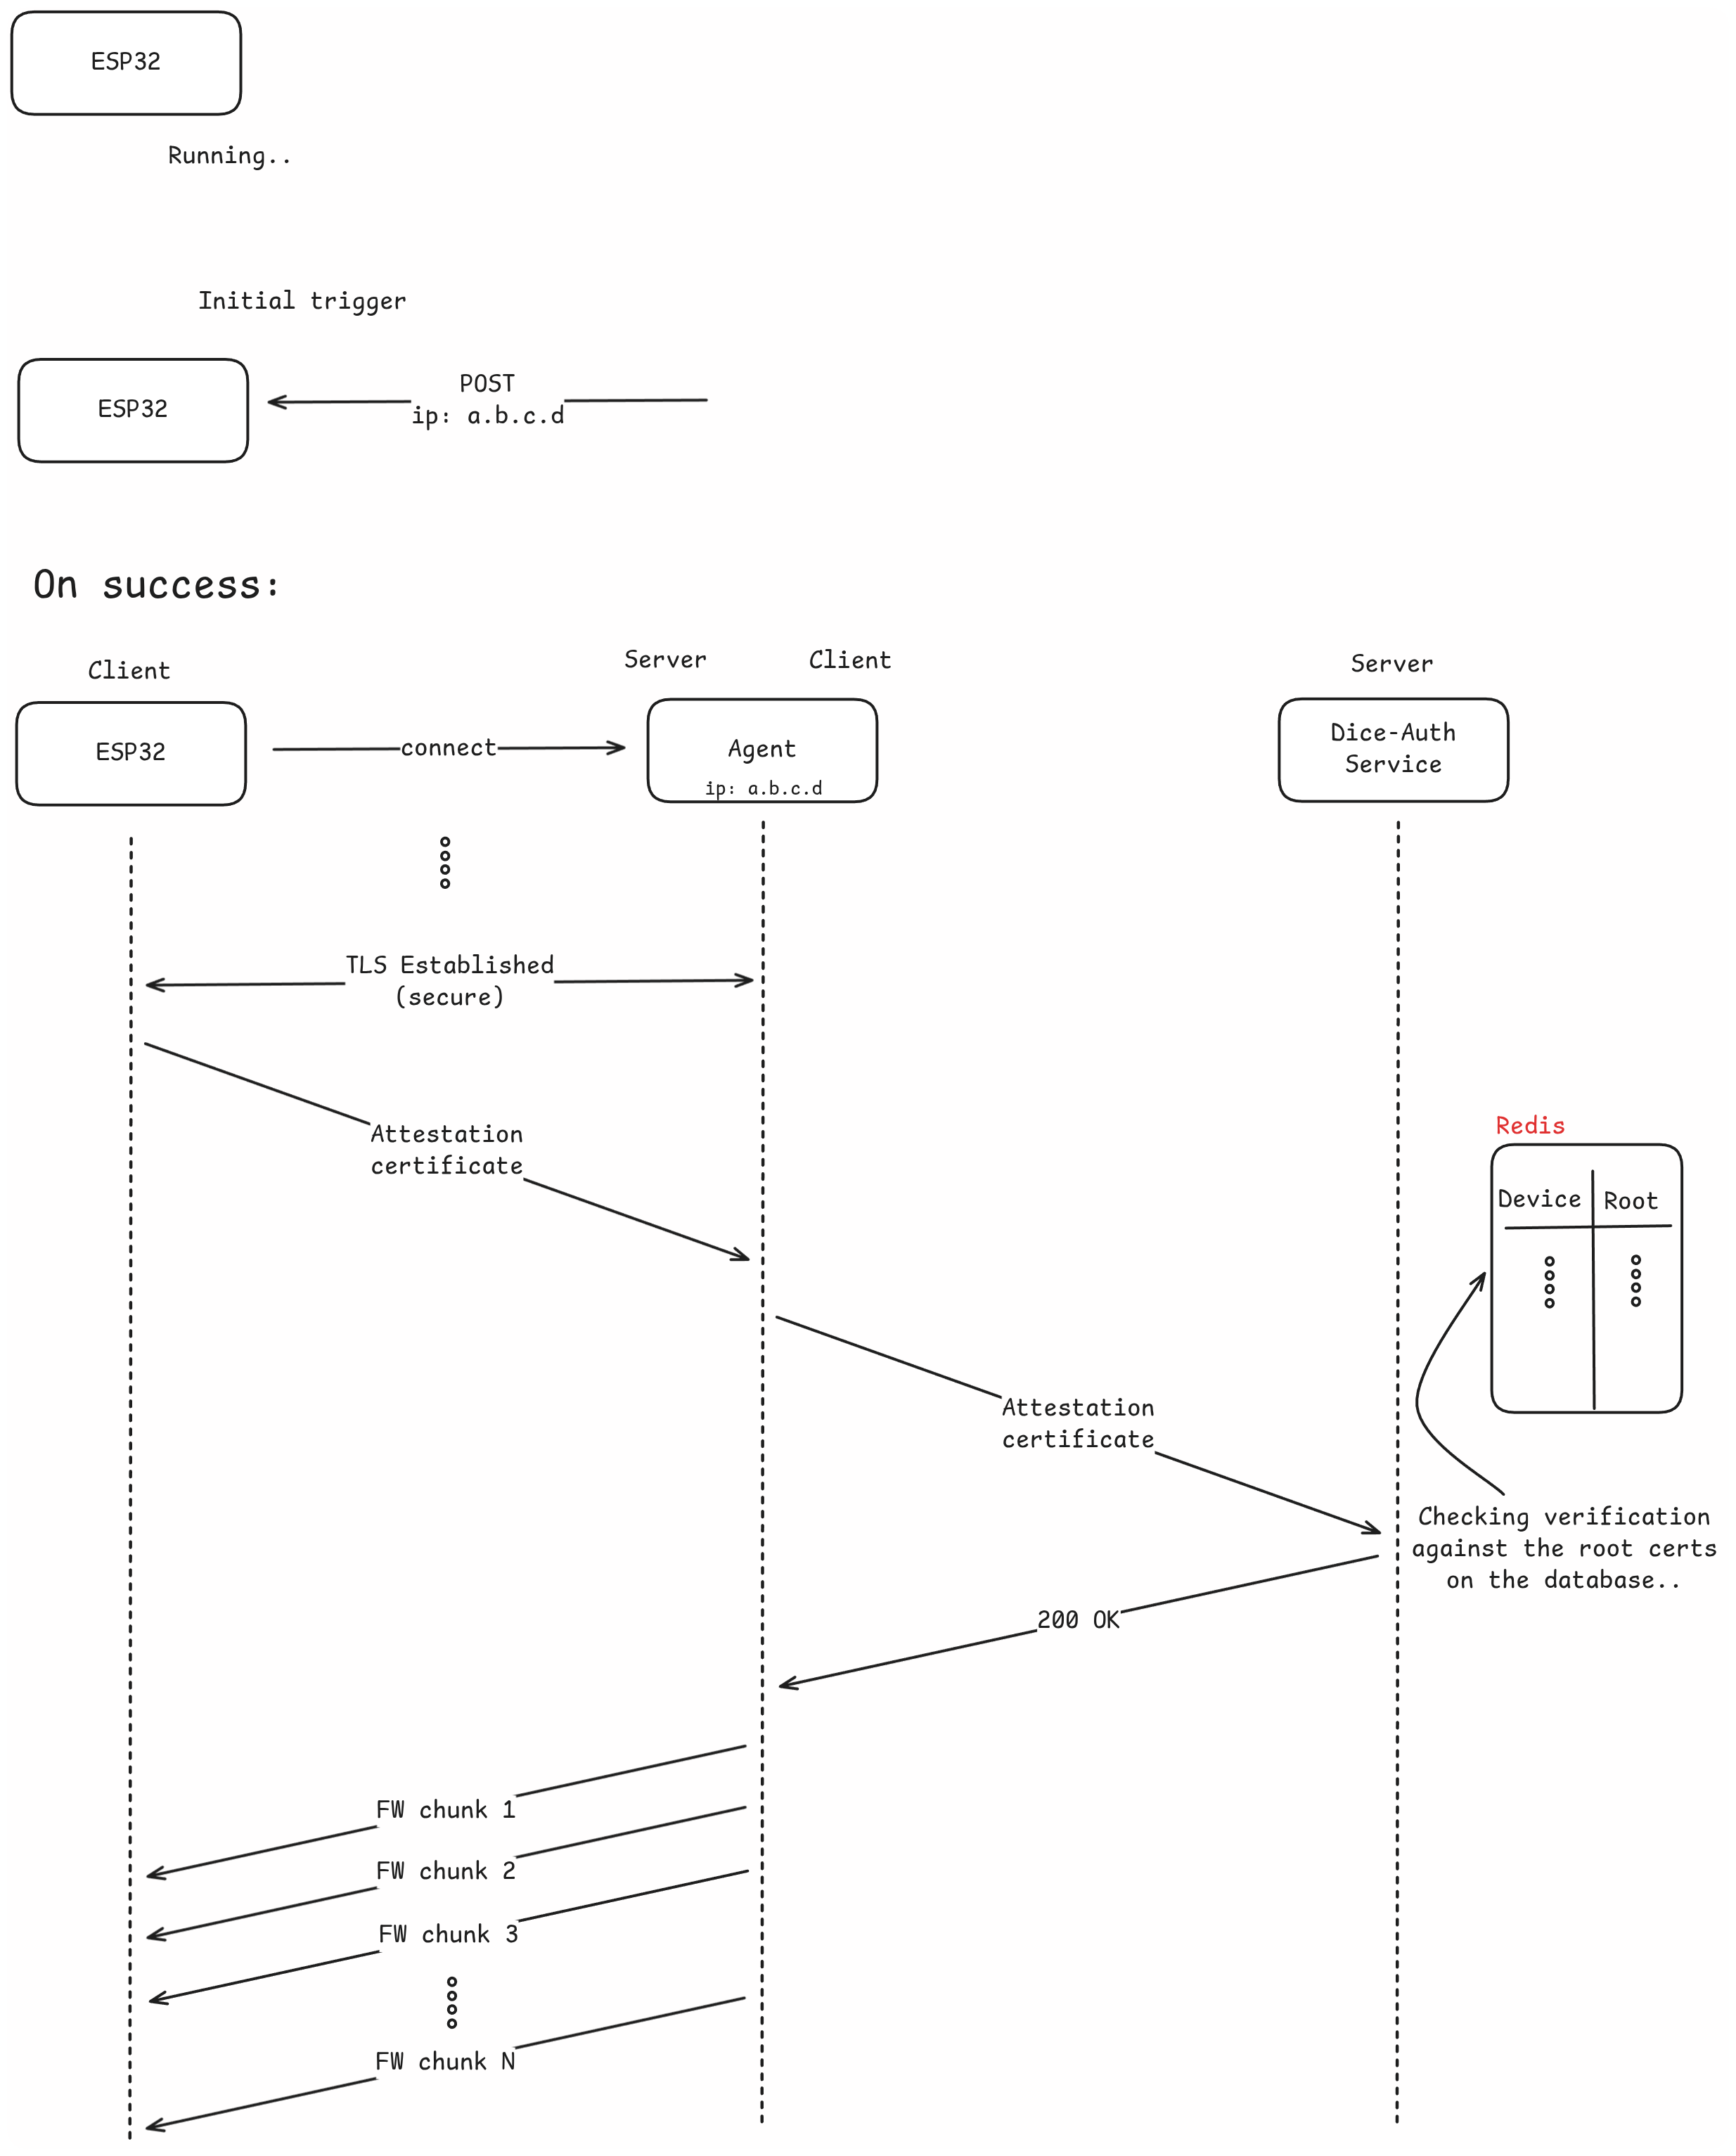 ESP32
Running..
Initial trigger
ESP32
POST
ip: a.b.c.d
On success:
Client
Server
Client
Server
ESP32
connect
Agent
ip: a.b.c.d
Dice-Auth
Service
TLS Established
(secure)
Attestation
certificate
Redis
Device
Root
Attestation
certificate
Checking verification
against the root certs
on the database..
200 OK
FW chunk 1
FW chunk 2
FW chunk 3
FW chunk N